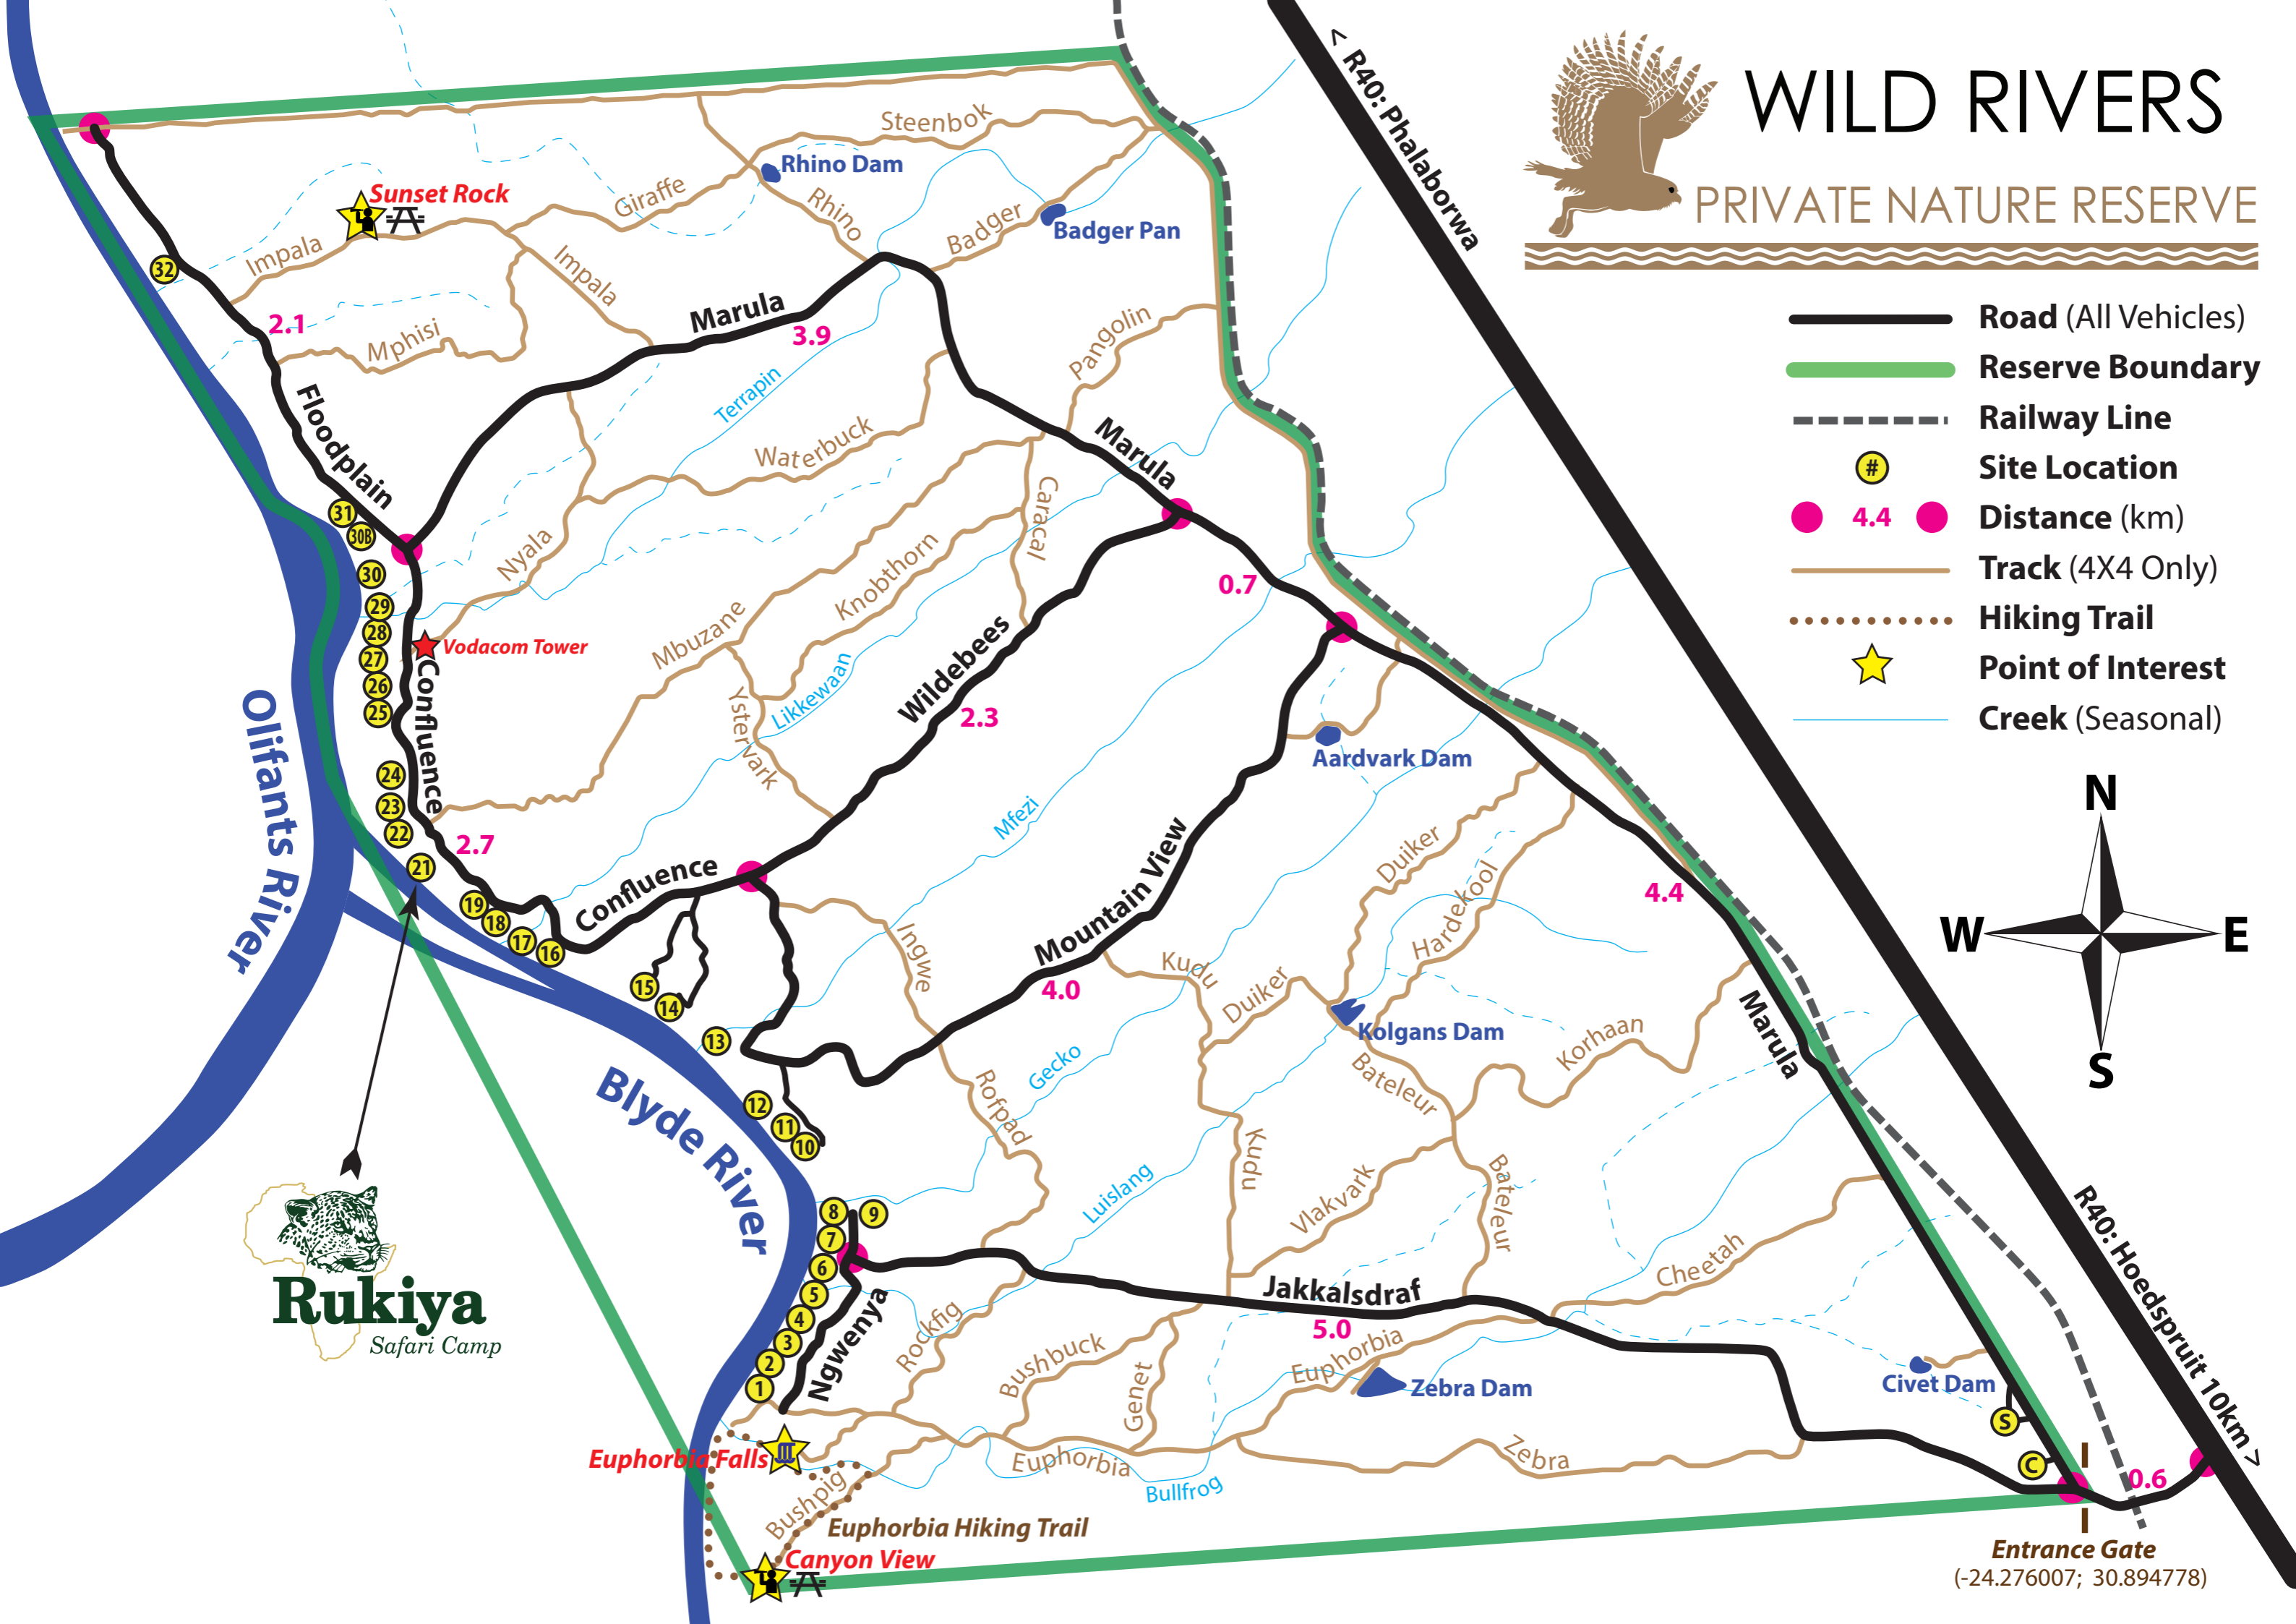 WILD RIVERS
PRIVATE NATURE RESERVE
Road (All Vehicles)
Reserve Boundary
Railway Line
# Site Location
4.4 Distance (km)
Track (4X4 Only)
Hiking Trail
Point of Interest
Creek (Seasonal)
N
W
E
S
< R40: Phalaborwa
R40: Hoedspruit 10km >
Steenbok
Rhino Dam
Sunset Rock
Giraffe
Rhino
Badger
Badger Pan
Impala
Impala
32
2.1
Mphisi
Marula
3.9
Pangolin
Terrapin
Floodplain
Waterbuck
Marula
Caracal
31
30B
30
29
28
27
26
25
24
23
22
21
19
18
17
16
15
14
13
12
11
10
9
8
7
6
5
4
3
2
1
Nyala
Knobthorn
0.7
Mbuzane
Vodacom Tower
Confluence
Likkewaan
Wildebees
2.3
Ystervark
Olifants River
Aardvark Dam
Mfezi
2.7
Confluence
Mountain View
Duiker
Hardekool
4.4
Ingwe
4.0
Kudu
Duiker
Kolgans Dam
Korhaan
Marula
Gecko
Rofpad
Bateleur
Blyde River
Kudu
Vlakvark
Bateleur
Luislang
Cheetah
Rukiya
Safari Camp
Jakkalsdraf
5.0
Ngwenya
Rockfig
Bushbuck
Genet
Euphorbia
Zebra Dam
Civet Dam
S
C
Euphorbia Falls
Euphorbia
Zebra
Bullfrog
Bushpig
0.6
Euphorbia Hiking Trail
Canyon View
Entrance Gate
(-24.276007; 30.894778)